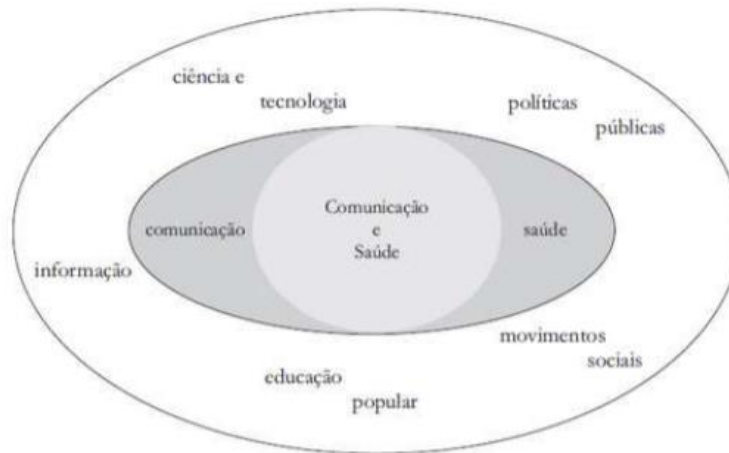 ciência e
tecnologia
políticas
públicas
comunicação
Comunicação
e
Saúde
saúde
informação
movimentos
sociais
educação
popular